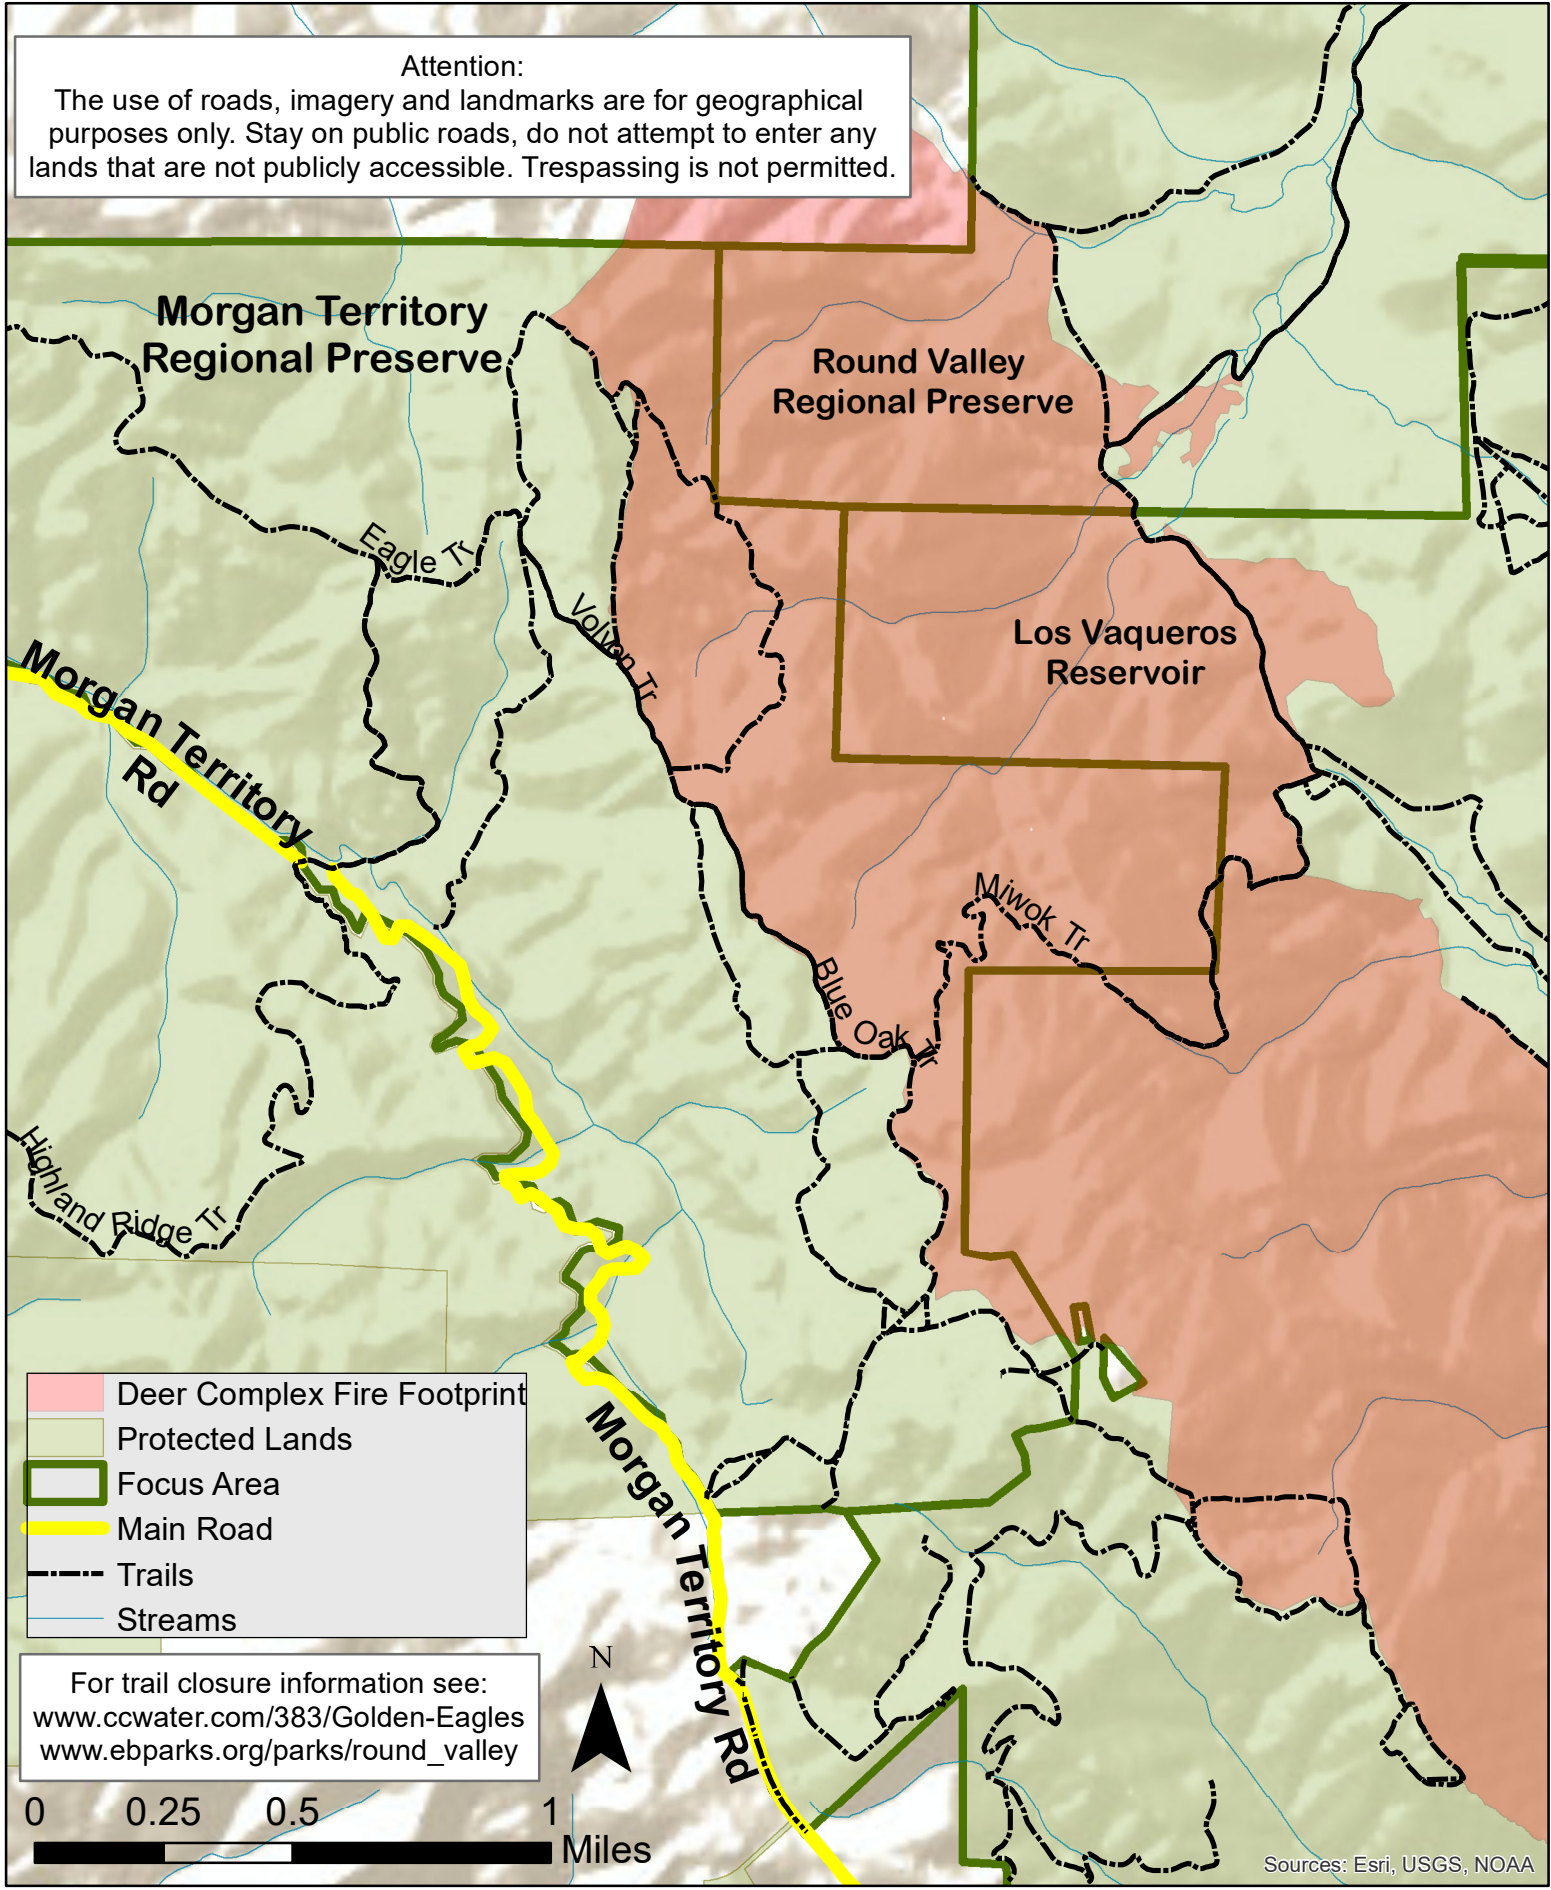 Attention:
The use of roads, imagery and landmarks are for geographical
purposes only. Stay on public roads, do not attempt to enter any
lands that are not publicly accessible. Trespassing is not permitted.
Morgan Territory
Regional Preserve
Round Valley
Regional Preserve
Eagle Tr
Volvon Tr
Los Vaqueros
Reservoir
Morgan Territory
Rd
Miwok Tr
Blue Oak Tr
Highland Ridge Tr
Deer Complex Fire Footprint
Protected Lands
Focus Area
Main Road
Trails
Streams
Morgan Territory Rd
For trail closure information see:
www.ccwater.com/383/Golden-Eagles
www.ebparks.org/parks/round_valley
N
0 0.25 0.5 1
Miles
Sources: Esri, USGS, NOAA